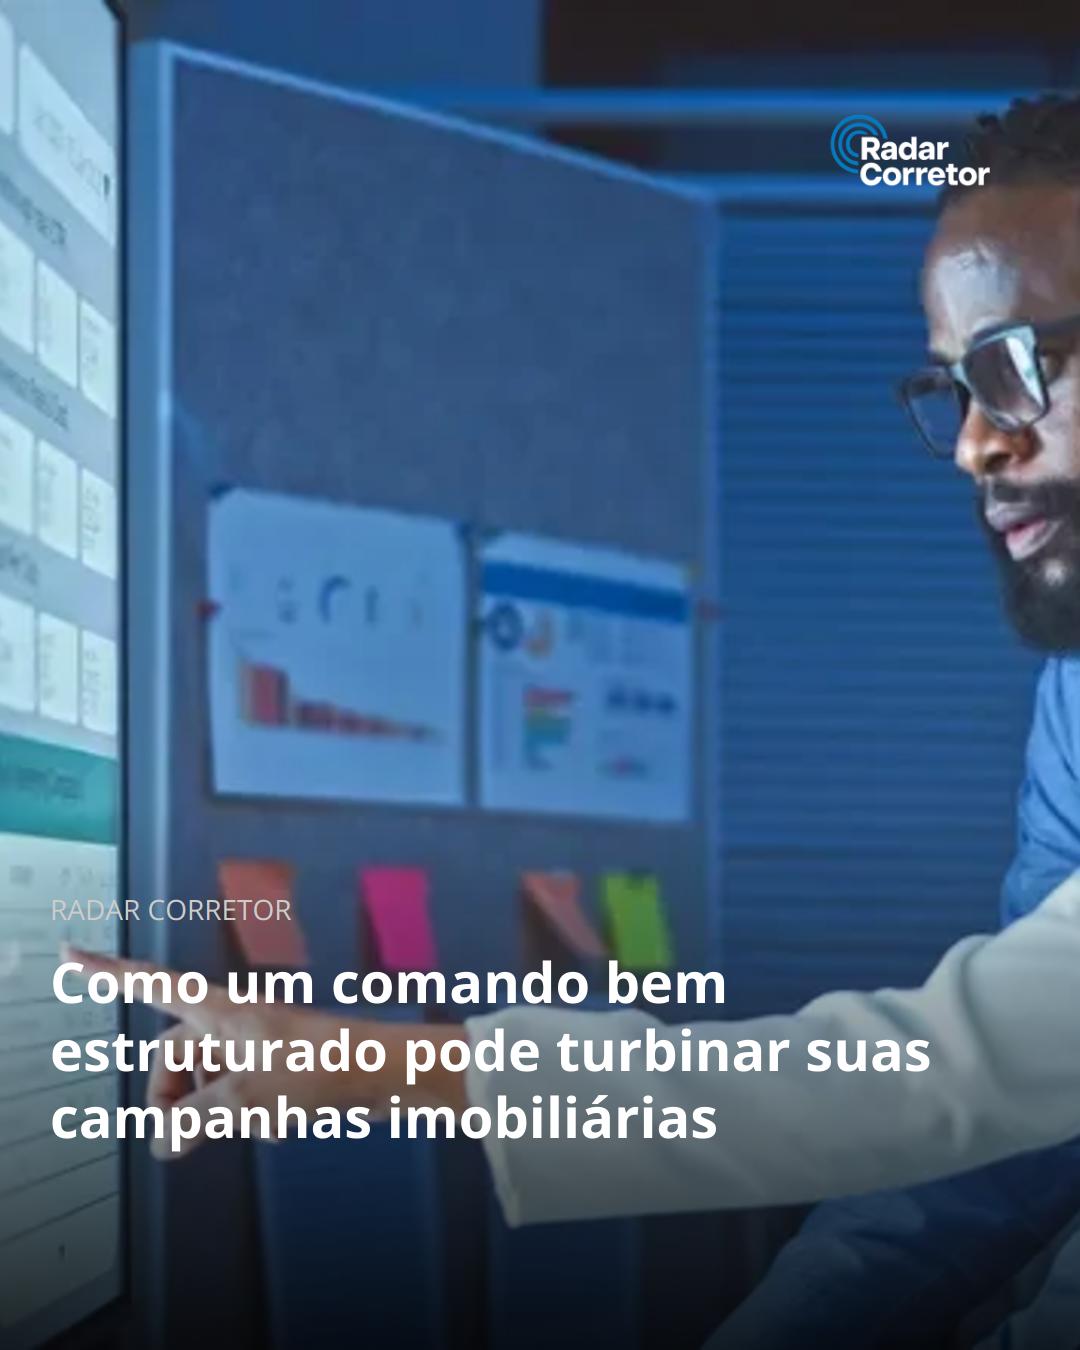 Radar
Corretor
RADAR CORRETOR
Como um comando bem
estruturado pode turbinar suas
campanhas imobiliárias